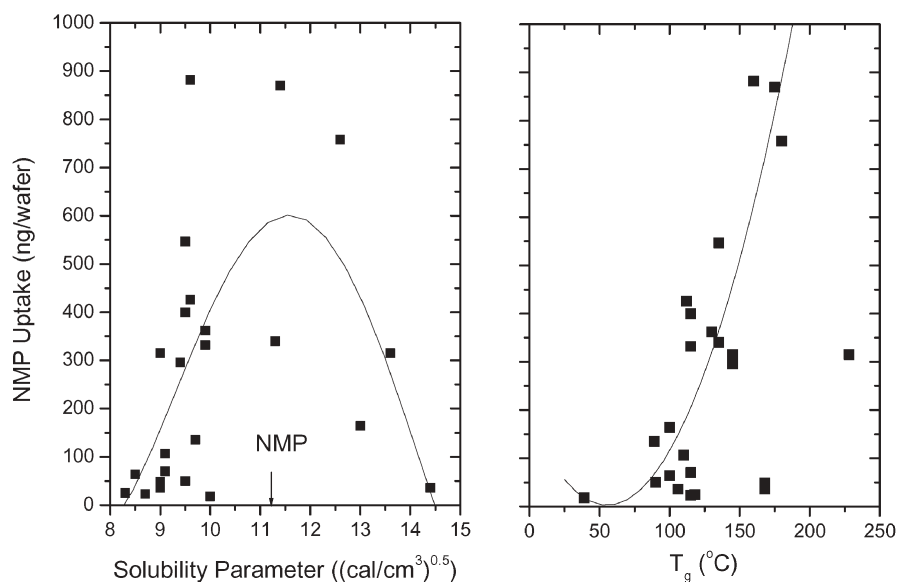 1000
900
800
700
600
500
400
300
200
100
0
NMP Uptake (ng/wafer)
NMP
8 9 10 11 12 13 14 15
Solubility Parameter ((cal/cm³)⁰·⁵)
0 50 100 150 200 250
T_g (°C)